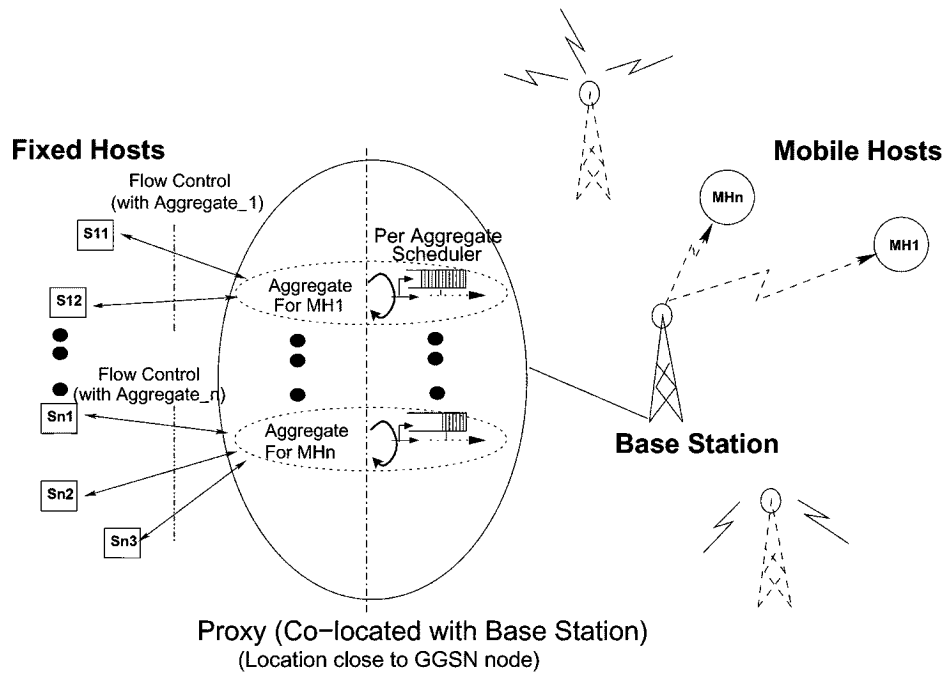 Fixed Hosts
Mobile Hosts
Flow Control
(with Aggregate_1)
S11
MHn
MH1
Per Aggregate
Scheduler
Aggregate
For MH1
S12
Flow Control
(with Aggregate_n)
Sn1
Aggregate
For MHn
Base Station
Sn2
Sn3
Proxy (Co-located with Base Station)
(Location close to GGSN node)